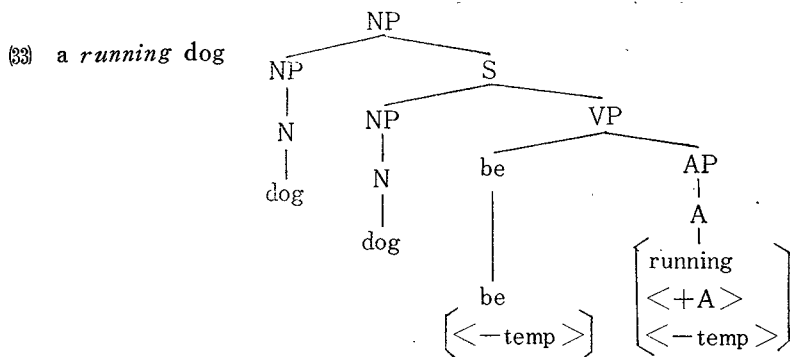 NP
(33) a running dog
NP S
N NP VP
dog N be AP
dog A
be running
[<−temp>] <+A>
<−temp>